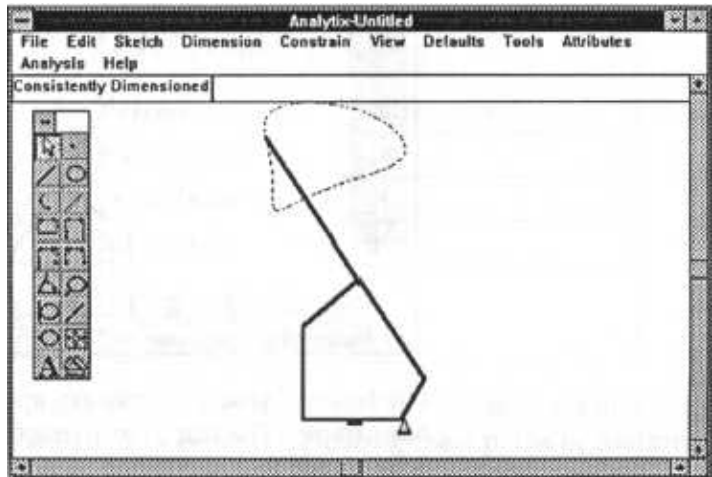 Analytix-Untitled
File Edit Sketch Dimension Constrain View Defaults Tools Attributes
Analysis Help
Consistently Dimensioned
A